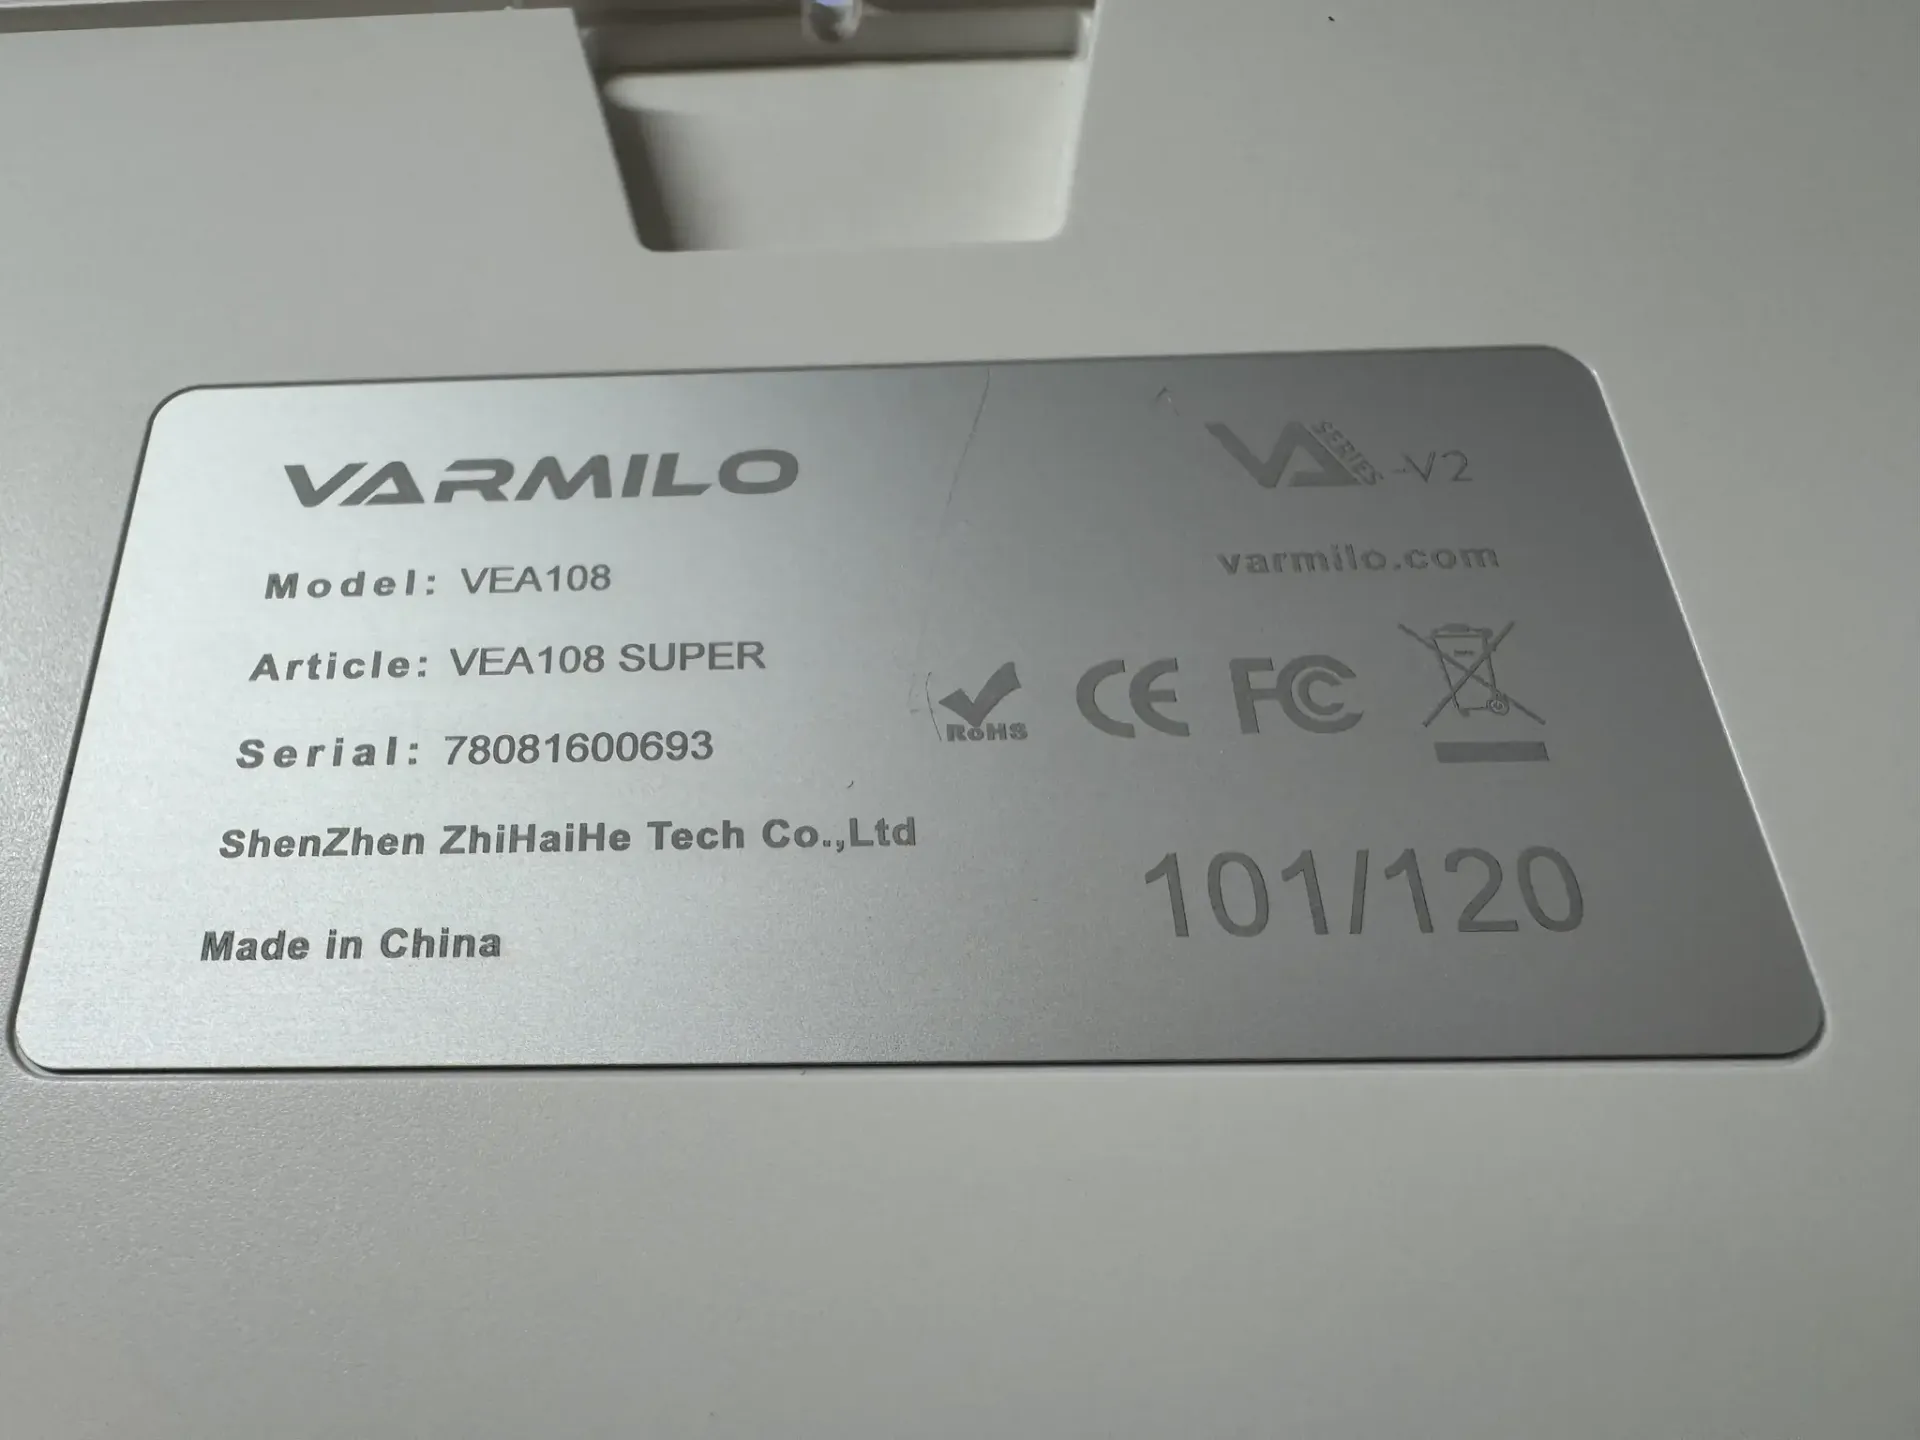 VARMILO
Model: VEA108
Article: VEA108 SUPER
Serial: 78081600693
ShenZhen ZhiHaiHe Tech Co.,Ltd
Made in China
VA SERIES -V2
varmilo.com
RoHS CE FC
101/120